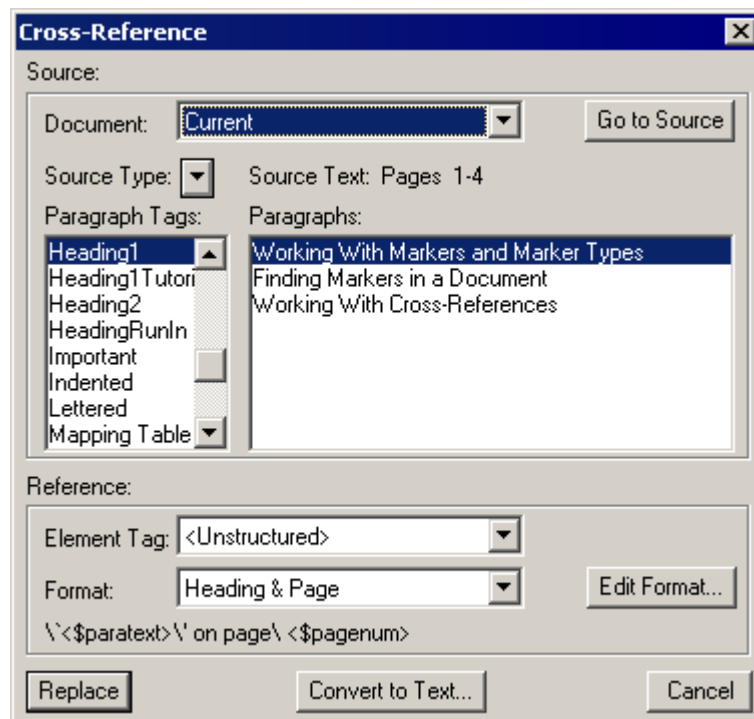 Cross-Reference
Source:
Document: Current Go to Source
Source Type: Source Text: Pages 1-4
Paragraph Tags: Paragraphs:
Heading1 Working With Markers and Marker Types
Heading1Tutori Finding Markers in a Document
Heading2 Working With Cross-References
HeadingRunIn
Important
Indented
Lettered
Mapping Table
Reference:
Element Tag: <Unstructured>
Format: Heading & Page Edit Format...
\`<$paratext>\' on page\ <$pagenum>
Replace Convert to Text... Cancel